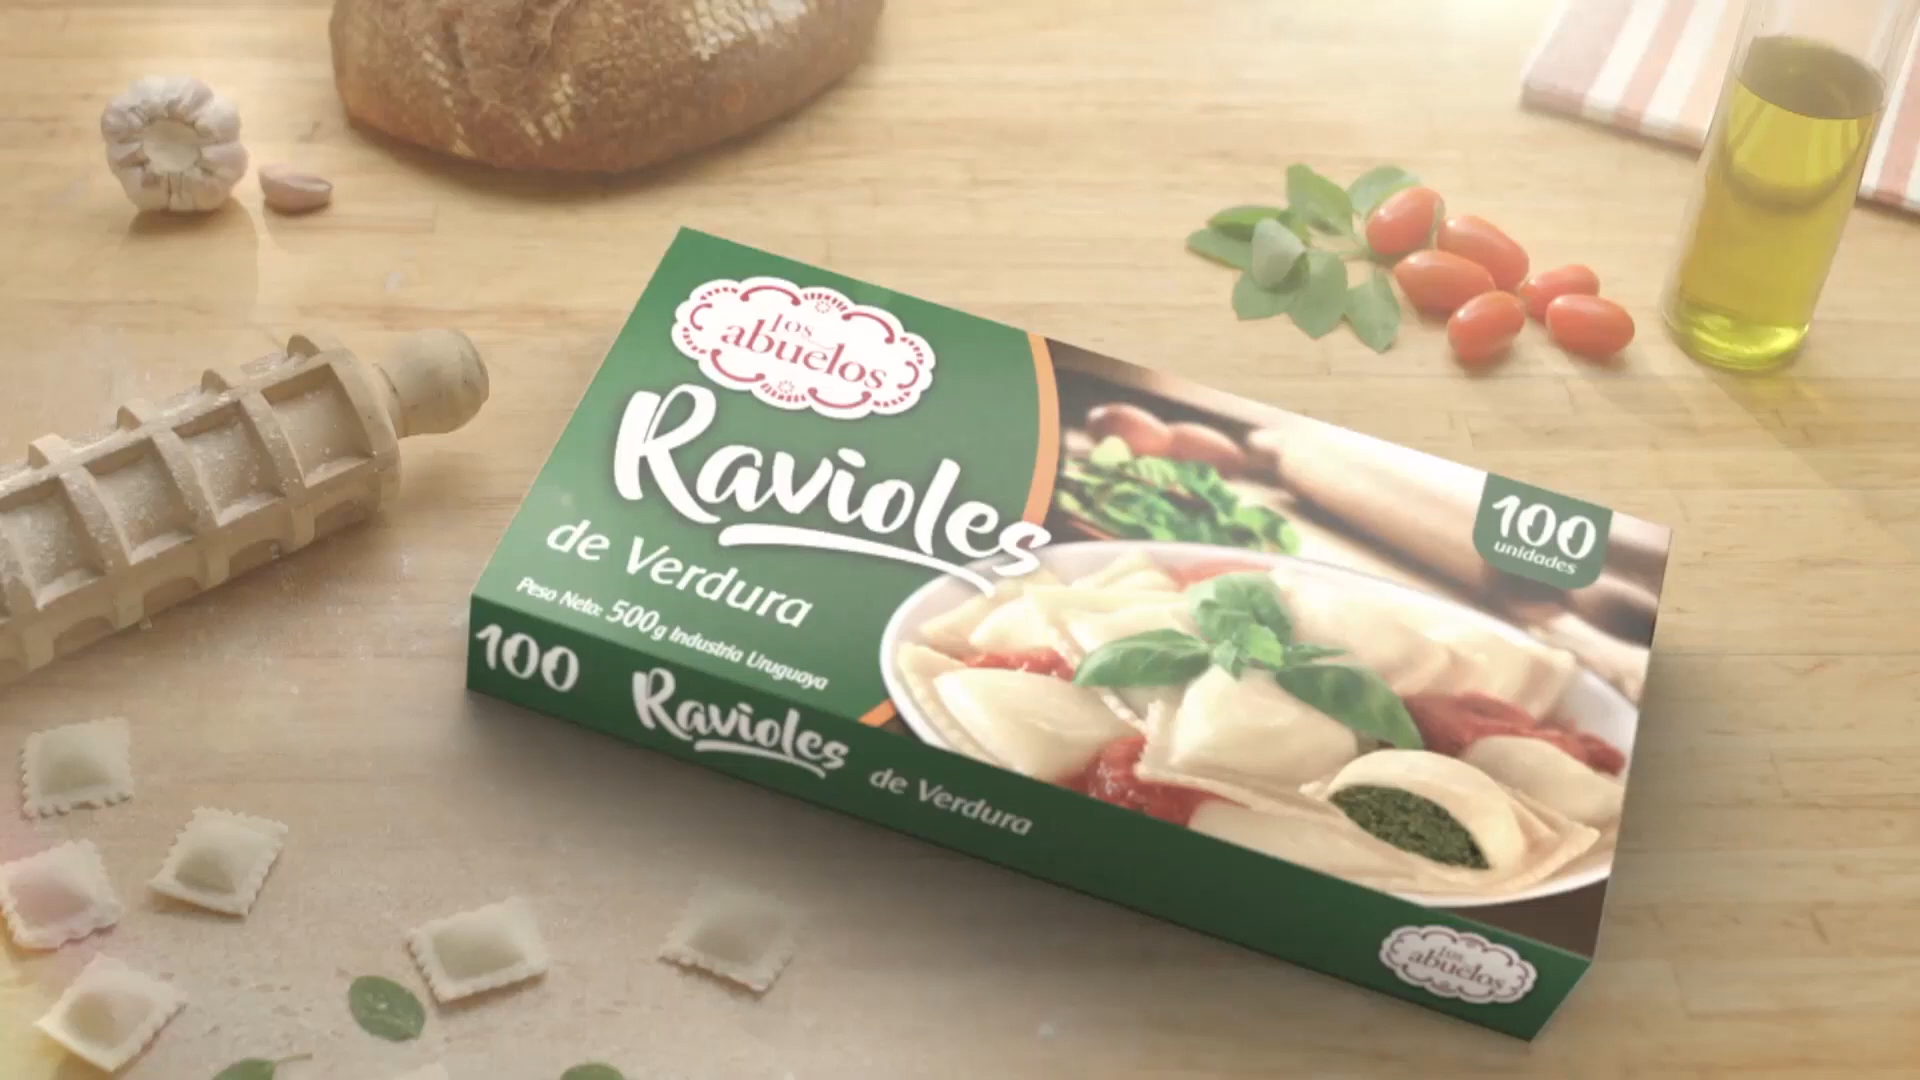 los
abuelos
Ravioles
de Verdura
Peso Neto: 500g Industria Uruguaya
100
unidades
100 Ravioles de Verdura
los
abuelos